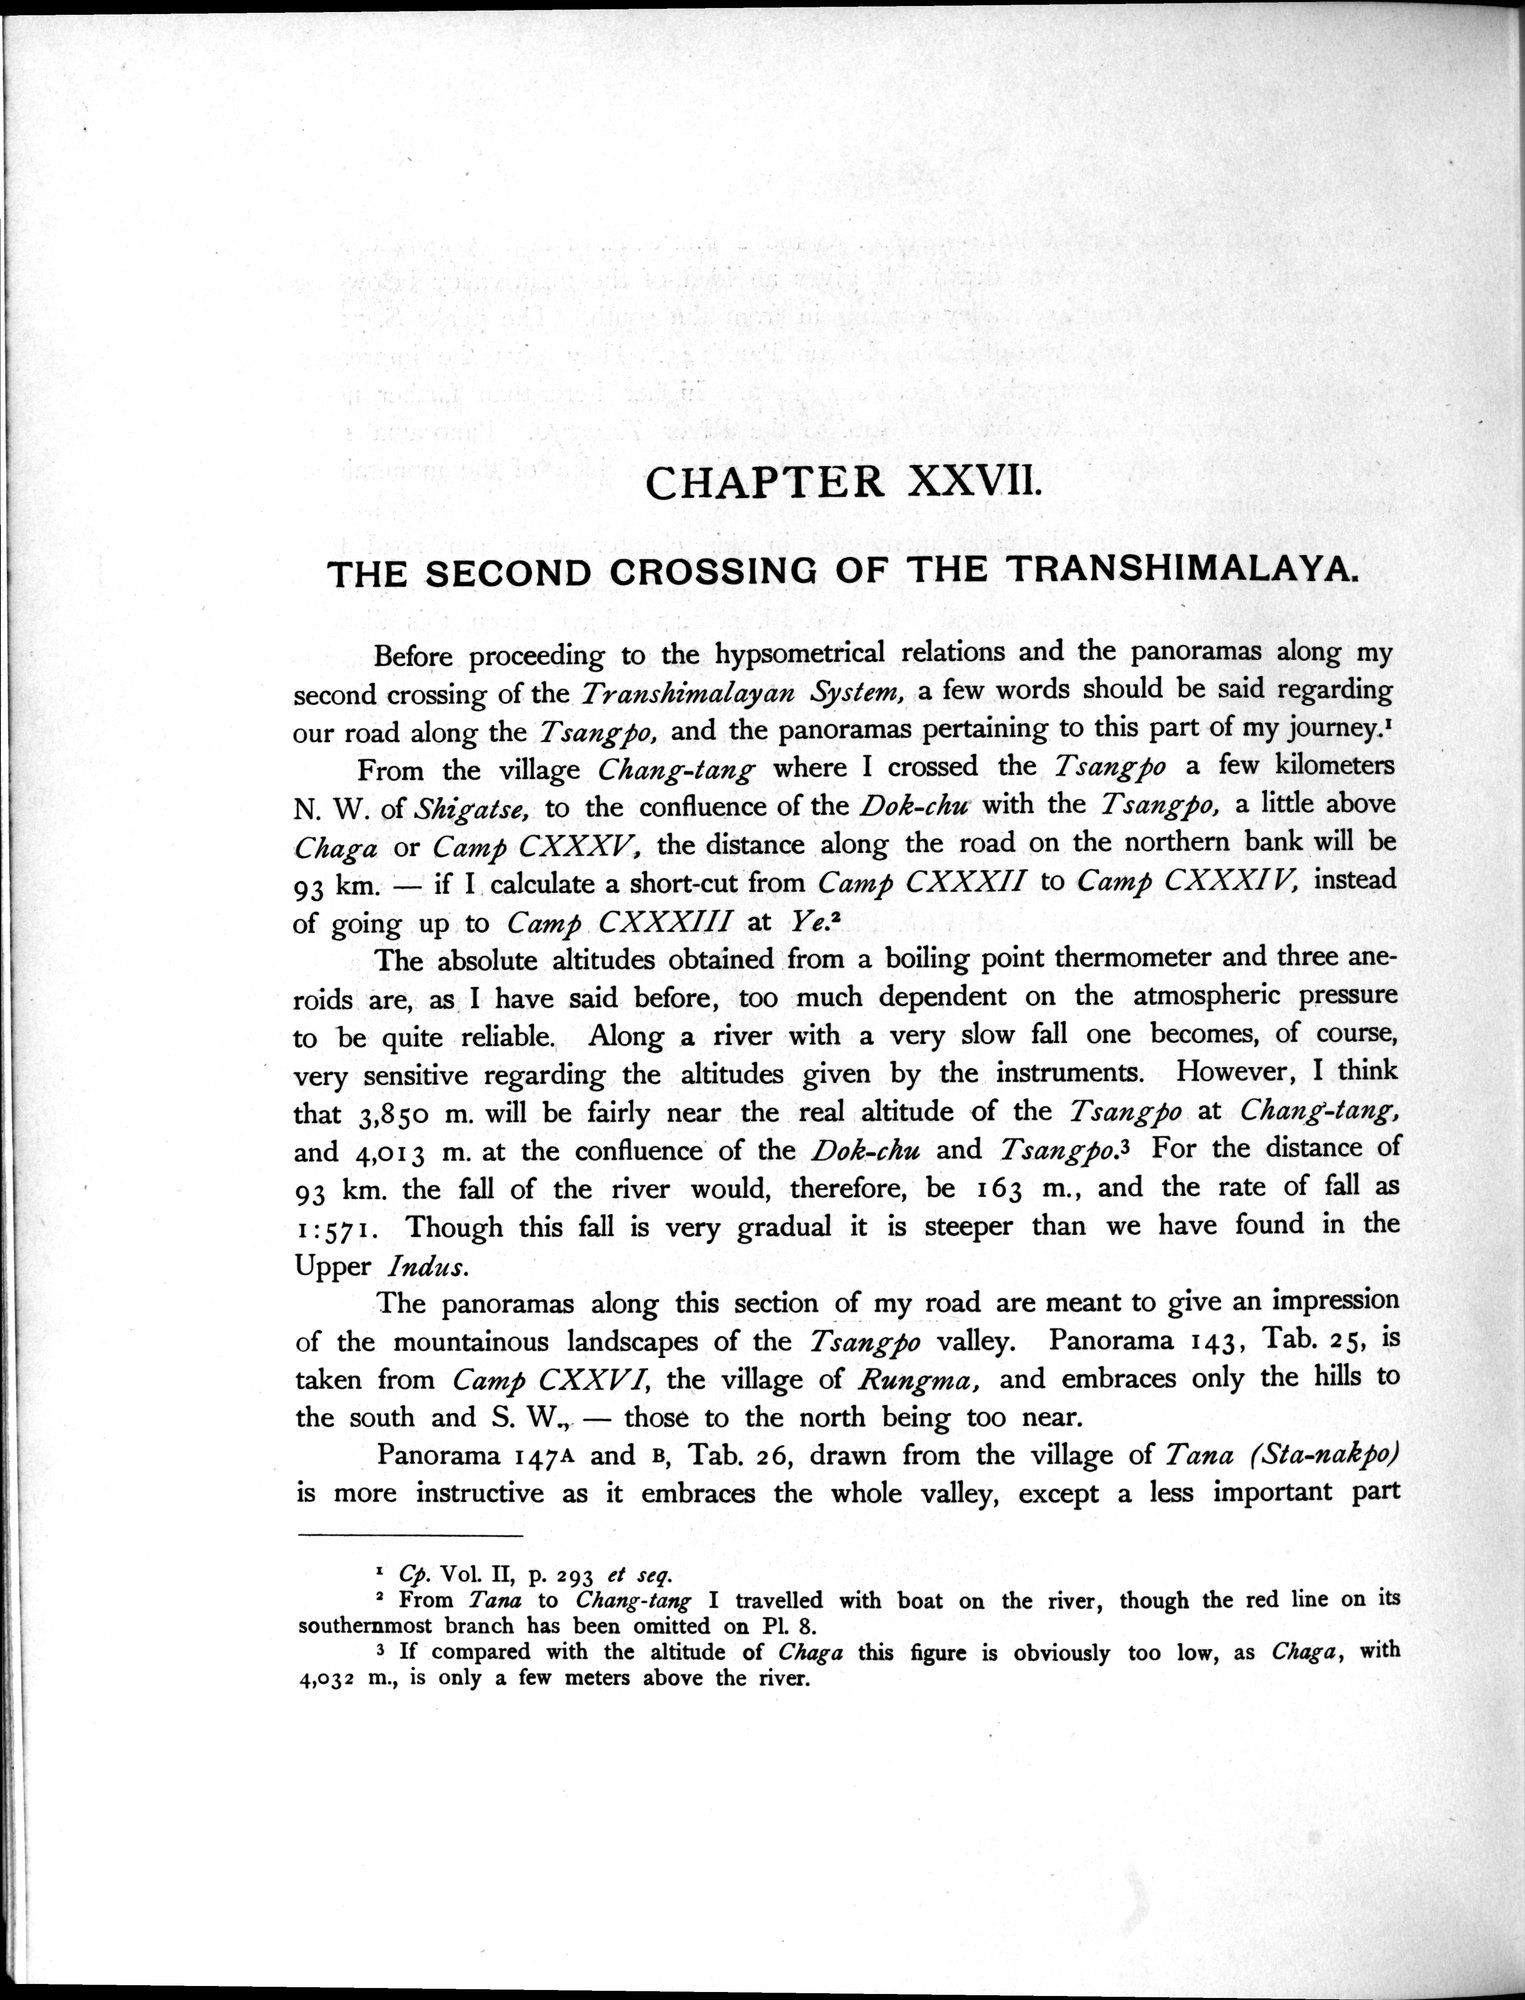 CHAPTER XXVII.
THE SECOND CROSSING OF THE TRANSHIMALAYA.
Before proceeding to the hypsometrical relations and the panoramas along my
second crossing of the Transhimalayan System, a few words should be said regarding
our road along the Tsangpo, and the panoramas pertaining to this part of my journey.¹
From the village Chang-tang where I crossed the Tsangpo a few kilometers
N. W. of Shigatse, to the confluence of the Dok-chu with the Tsangpo, a little above
Chaga or Camp CXXXV, the distance along the road on the northern bank will be
93 km. — if I calculate a short-cut from Camp CXXXII to Camp CXXXIV, instead
of going up to Camp CXXXIII at Ye.²
The absolute altitudes obtained from a boiling point thermometer and three ane-
roids are, as I have said before, too much dependent on the atmospheric pressure
to be quite reliable. Along a river with a very slow fall one becomes, of course,
very sensitive regarding the altitudes given by the instruments. However, I think
that 3,850 m. will be fairly near the real altitude of the Tsangpo at Chang-tang,
and 4,013 m. at the confluence of the Dok-chu and Tsangpo.³ For the distance of
93 km. the fall of the river would, therefore, be 163 m., and the rate of fall as
1:571. Though this fall is very gradual it is steeper than we have found in the
Upper Indus.
The panoramas along this section of my road are meant to give an impression
of the mountainous landscapes of the Tsangpo valley. Panorama 143, Tab. 25, is
taken from Camp CXXVI, the village of Rungma, and embraces only the hills to
the south and S. W., — those to the north being too near.
Panorama 147A and B, Tab. 26, drawn from the village of Tana (Sta-nakpo)
is more instructive as it embraces the whole valley, except a less important part
¹ Cp. Vol. II, p. 293 et seq.
² From Tana to Chang-tang I travelled with boat on the river, though the red line on its
southernmost branch has been omitted on Pl. 8.
³ If compared with the altitude of Chaga this figure is obviously too low, as Chaga, with
4,032 m., is only a few meters above the river.